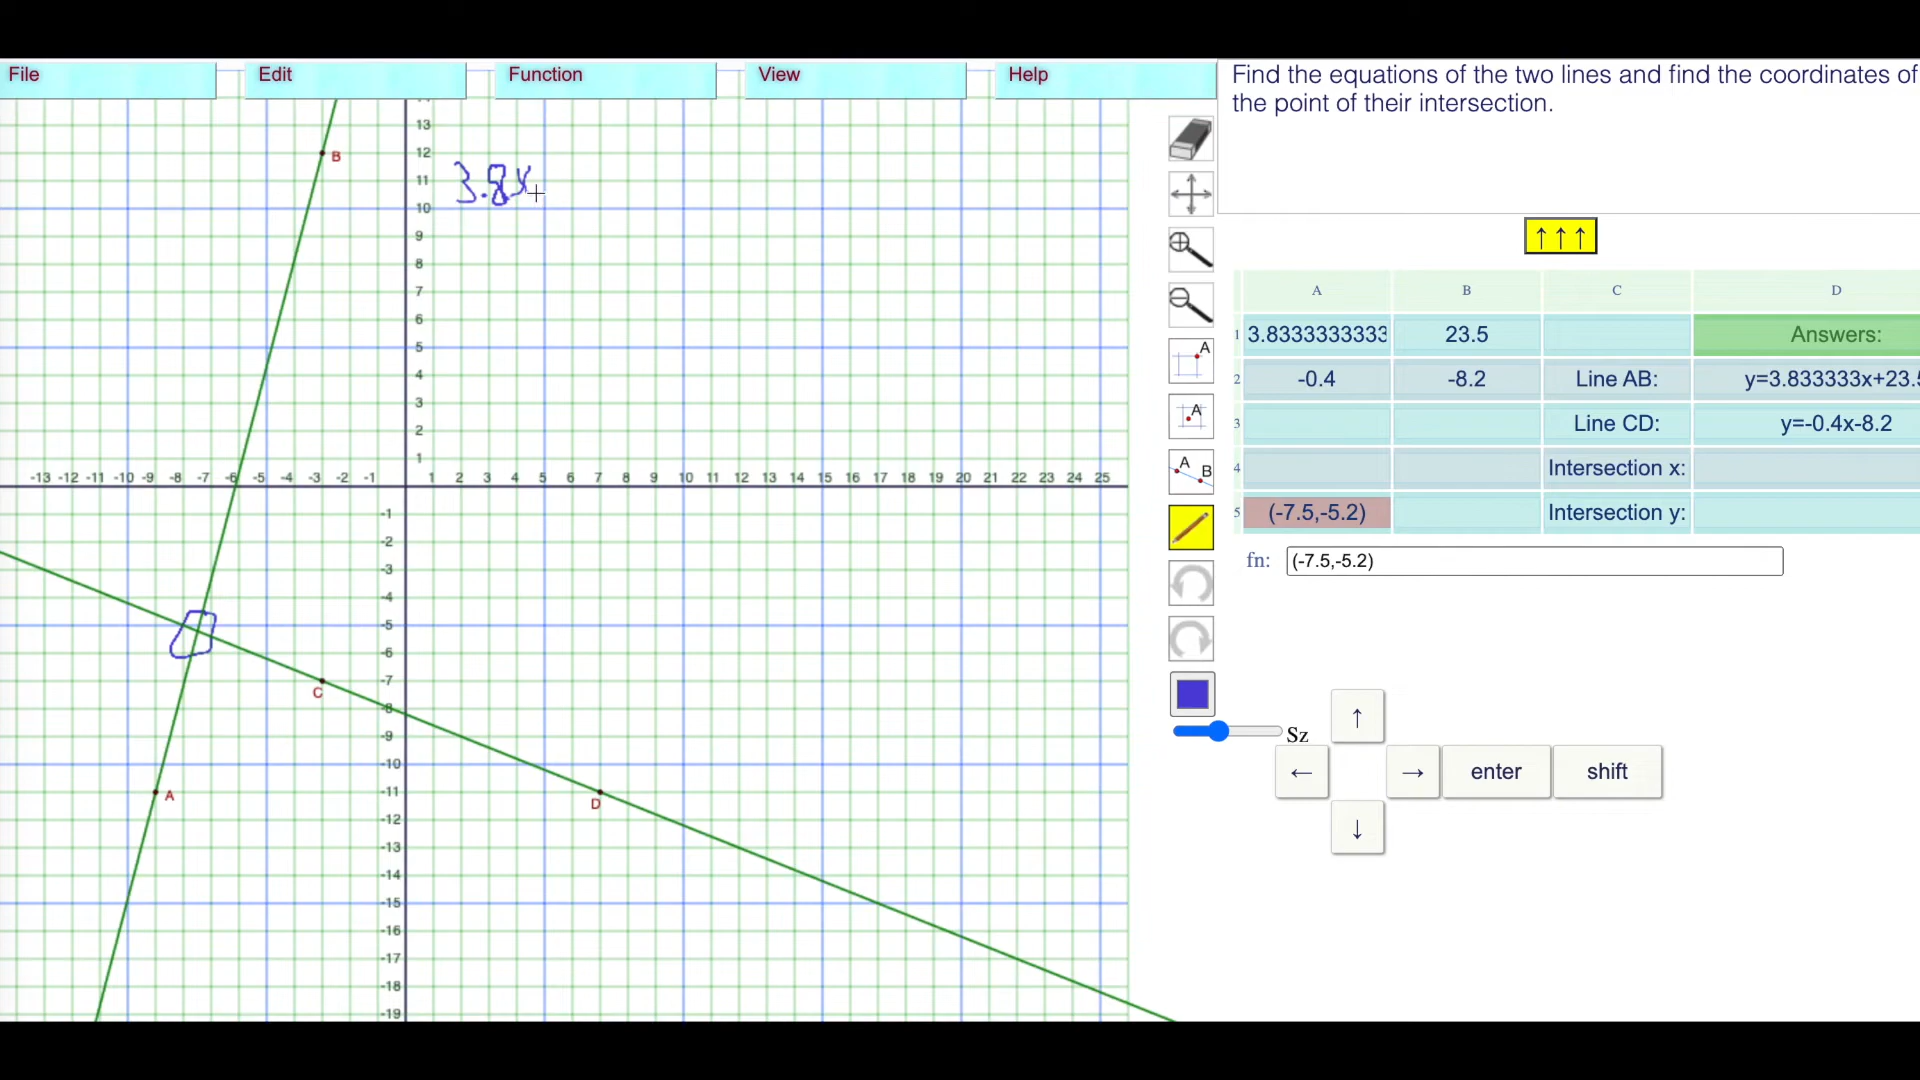 File Edit Function View Help
Find the equations of the two lines and find the coordinates of
the point of their intersection.
13
B
12
3.8x
11
10
9
8
7
6
5
4
3
2
1
-13 -12 -11 -10 -9 -8 -7 -6 -5 -4 -3 -2 -1 1 2 3 4 5 6 7 8 9 10 11 12 13 14 15 16 17 18 19 20 21 22 23 24 25
-1
-2
-3
-4
-5
-6
-7
C
-8
-9
-10
-11
A
D
-12
-13
-14
-15
-16
-17
-18
-19
A
A
A B
Sz
↑↑↑
A B C D
1 3.8333333333 23.5 Answers:
2 -0.4 -8.2 Line AB: y=3.833333x+23.5
3 Line CD: y=-0.4x-8.2
4 Intersection x:
5 (-7.5,-5.2) Intersection y:
fn: (-7.5,-5.2)
↑
← → enter shift
↓